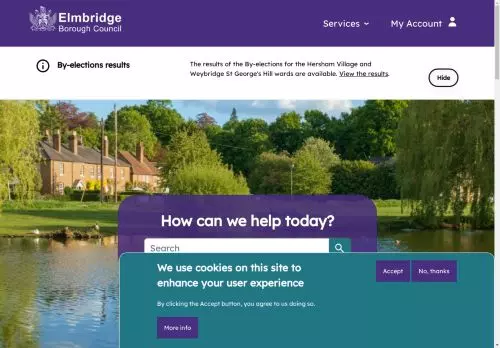 Elmbridge
Borough Council
Services
My Account
By-elections results
The results of the By-elections for the Hersham Village and
Weybridge St George's Hill wards are available. View the results.
Hide
How can we help today?
Search
We use cookies on this site to
enhance your user experience
By clicking the Accept button, you agree to us doing so.
More info
Accept
No, thanks